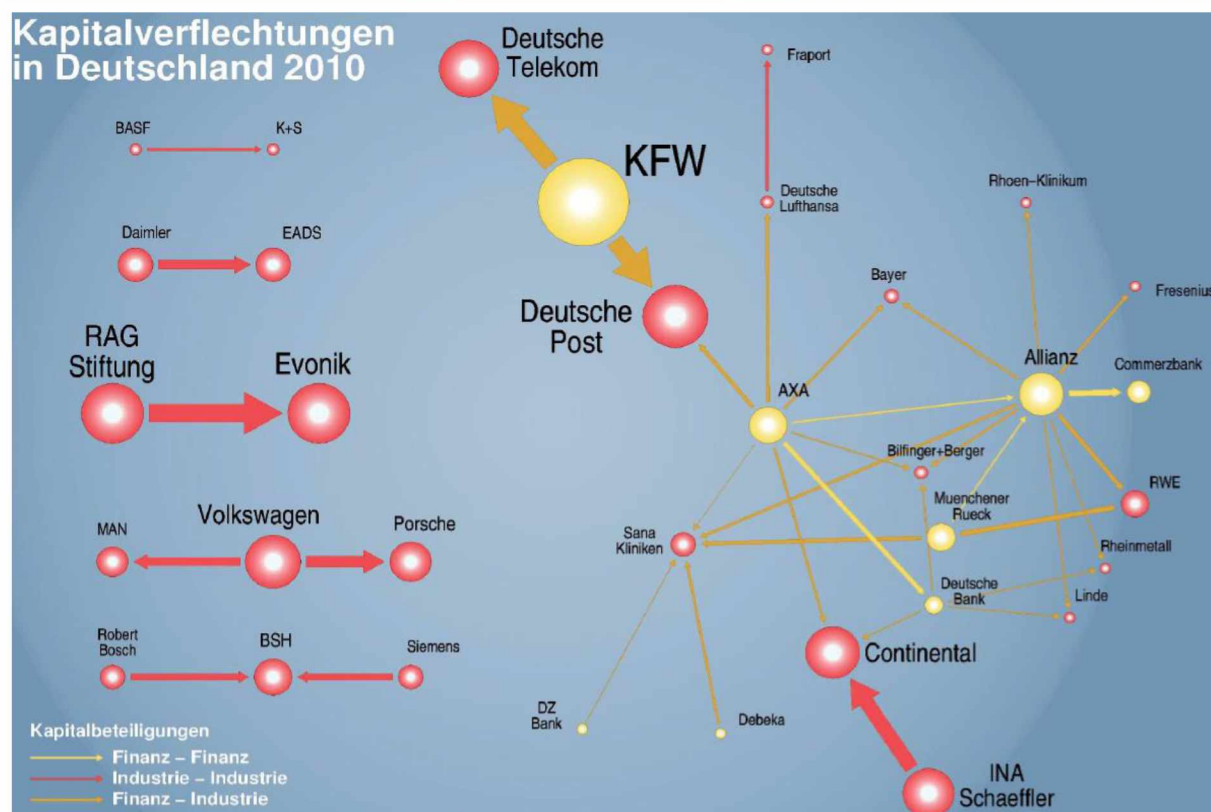 Kapitalverflechtungen
in Deutschland 2010
Deutsche
Telekom
Fraport
BASF
K+S
KFW
Rhoen–Klinikum
Deutsche
Lufthansa
Daimler
EADS
Bayer
Fresenius
Deutsche
Post
RAG
Stiftung
Evonik
Allianz
Commerzbank
AXA
Bilfinger+Berger
RWE
Muenchener
Rueck
Volkswagen
MAN
Porsche
Sana
Kliniken
Rheinmetall
Deutsche
Bank
Linde
Robert
Bosch
BSH
Siemens
Continental
DZ
Bank
Debeka
INA
Schaeffler
Kapitalbeteiligungen
Finanz – Finanz
Industrie – Industrie
Finanz – Industrie